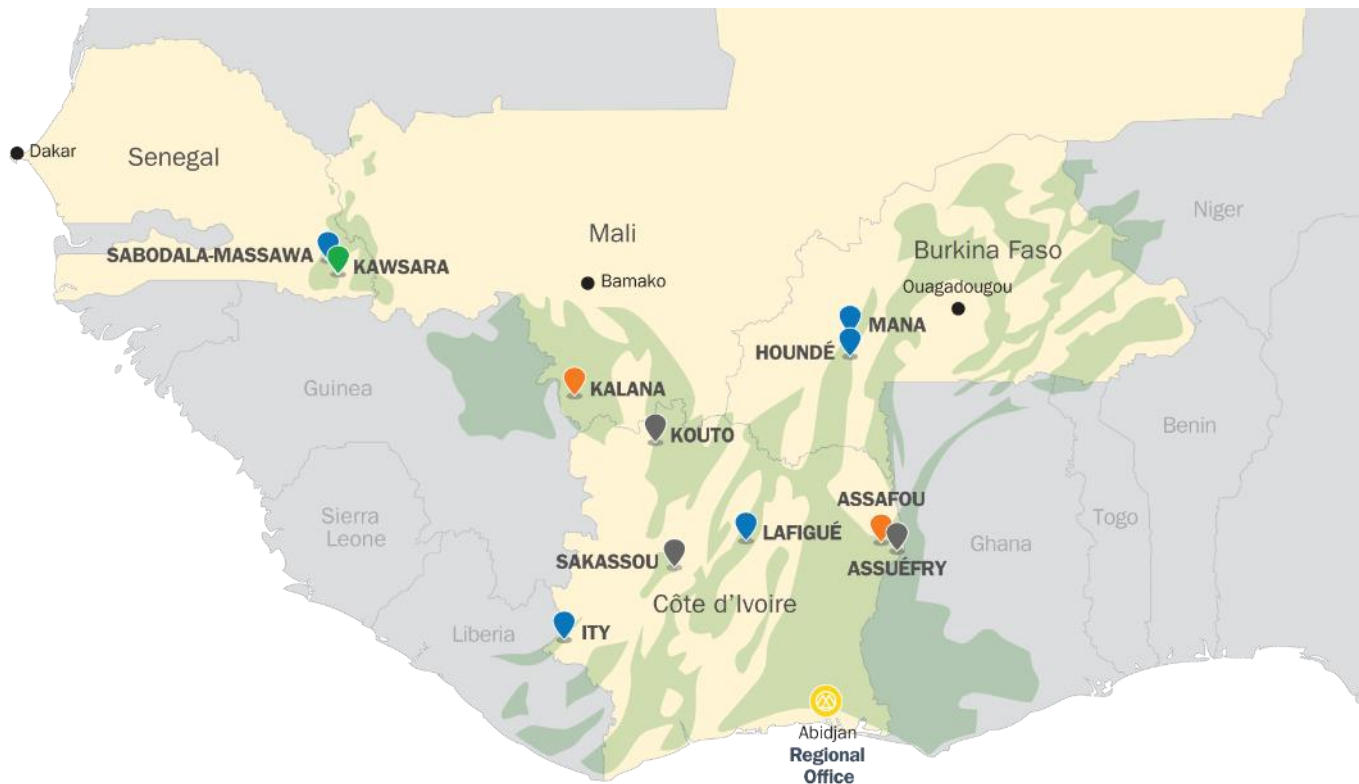 Dakar
Senegal
Niger
Mali
SABODALA-MASSAWA
KAWSARA
Burkina Faso
Bamako
Ouagadougou
MANA
HOUNDÉ
Guinea
KALANA
Benin
KOUTO
ASSAFOU
Sierra
Leone
LAFIGUÉ
Togo
Ghana
SAKASSOU
ASSUÉFRY
Côte d'Ivoire
Liberia
ITY
Abidjan
Regional
Office